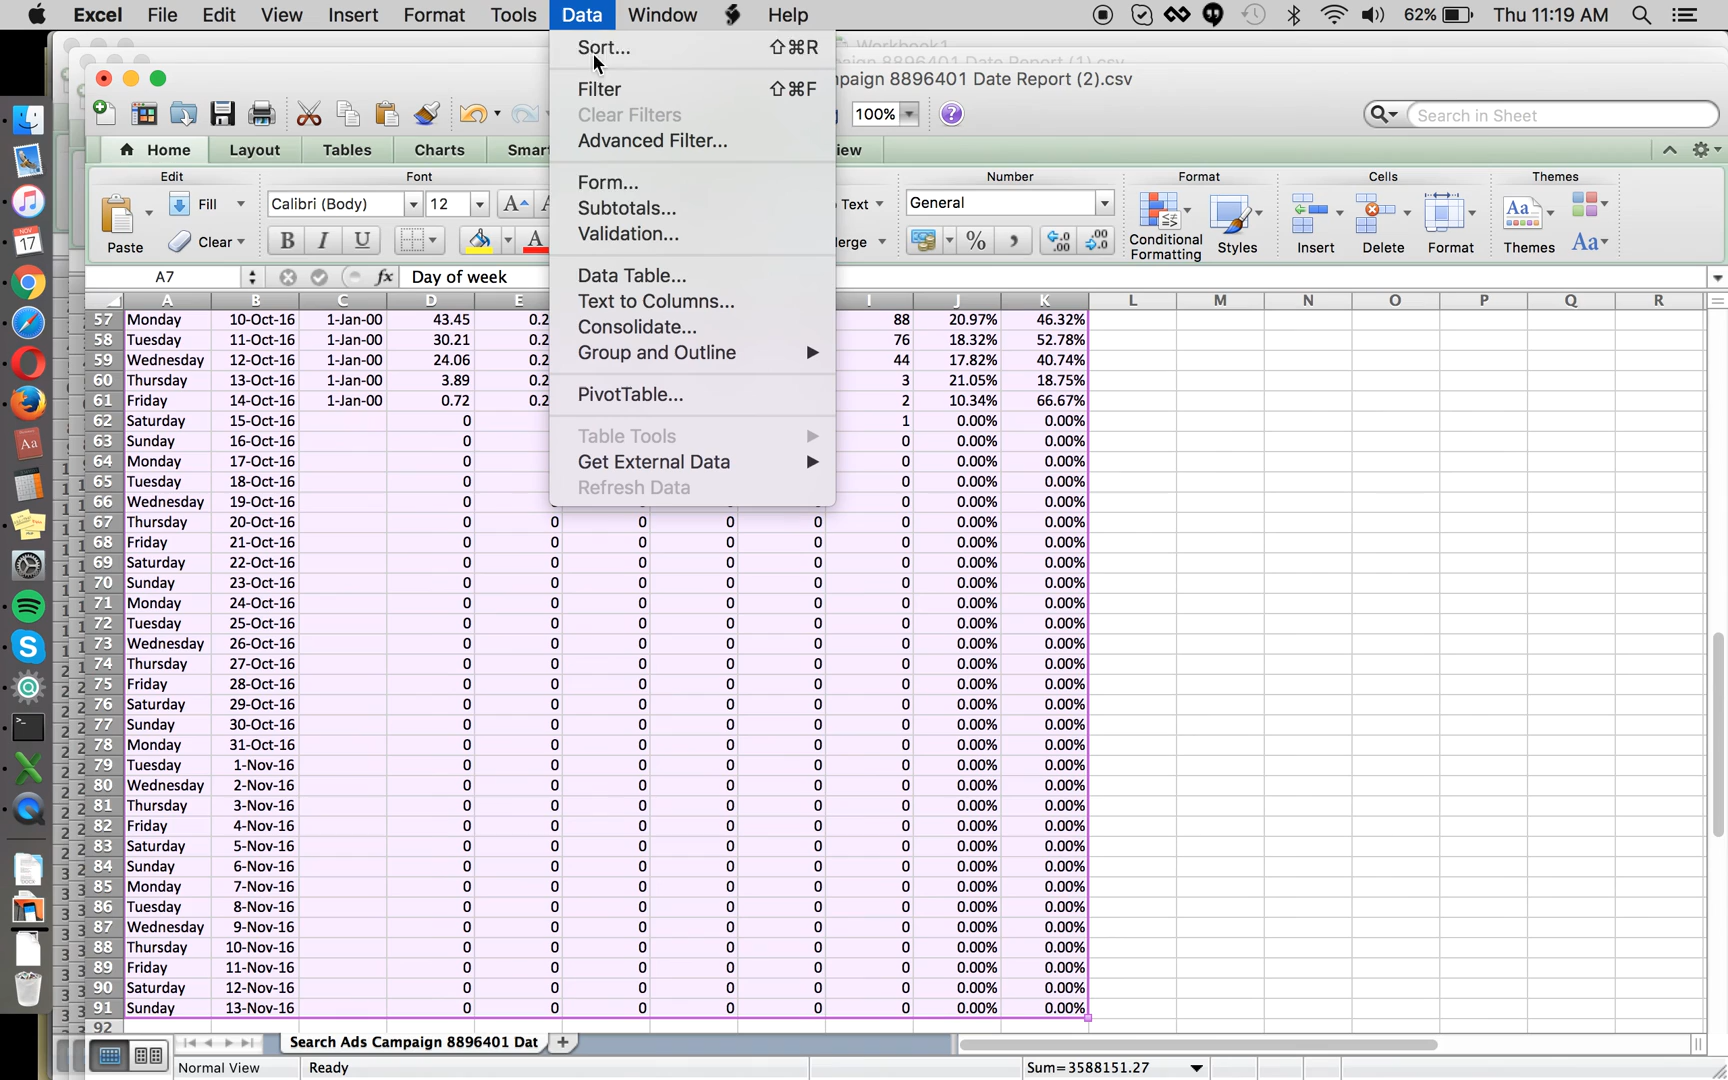 Excel File Edit View Insert Format Tools Data Window Help 62% Thu 11:19 AM
Workbook1
paign 8896401 Date Report (1).csv
paign 8896401 Date Report (2).csv
Sort... ⇧⌘R
Filter ⇧⌘F
Clear Filters
Advanced Filter...
Form...
Subtotals...
Validation...
Data Table...
Text to Columns...
Consolidate...
Group and Outline
PivotTable...
Table Tools
Get External Data
Refresh Data
100% Search in Sheet
Home Layout Tables Charts Smar iew
Edit Font Number Format Cells Themes
Paste Fill Clear Calibri (Body) 12 B I U Text erge General % Conditional Formatting Styles Insert Delete Format Themes Aa
A7 fx Day of week
A B C D E I J K L M N O P Q R
57 Monday 10-Oct-16 1-Jan-00 43.45 0.2 88 20.97% 46.32%
58 Tuesday 11-Oct-16 1-Jan-00 30.21 0.2 76 18.32% 52.78%
59 Wednesday 12-Oct-16 1-Jan-00 24.06 0.2 44 17.82% 40.74%
60 Thursday 13-Oct-16 1-Jan-00 3.89 0.2 3 21.05% 18.75%
61 Friday 14-Oct-16 1-Jan-00 0.72 0.2 2 10.34% 66.67%
62 Saturday 15-Oct-16 0 1 0.00% 0.00%
63 Sunday 16-Oct-16 0 0 0.00% 0.00%
64 Monday 17-Oct-16 0 0 0.00% 0.00%
65 Tuesday 18-Oct-16 0 0 0.00% 0.00%
66 Wednesday 19-Oct-16 0 0 0.00% 0.00%
67 Thursday 20-Oct-16 0 0 0 0 0 0.00% 0.00%
68 Friday 21-Oct-16 0 0 0 0 0 0.00% 0.00%
69 Saturday 22-Oct-16 0 0 0 0 0 0.00% 0.00%
70 Sunday 23-Oct-16 0 0 0 0 0 0.00% 0.00%
71 Monday 24-Oct-16 0 0 0 0 0 0.00% 0.00%
72 Tuesday 25-Oct-16 0 0 0 0 0 0.00% 0.00%
73 Wednesday 26-Oct-16 0 0 0 0 0 0.00% 0.00%
74 Thursday 27-Oct-16 0 0 0 0 0 0.00% 0.00%
75 Friday 28-Oct-16 0 0 0 0 0 0.00% 0.00%
76 Saturday 29-Oct-16 0 0 0 0 0 0.00% 0.00%
77 Sunday 30-Oct-16 0 0 0 0 0 0.00% 0.00%
78 Monday 31-Oct-16 0 0 0 0 0 0.00% 0.00%
79 Tuesday 1-Nov-16 0 0 0 0 0 0.00% 0.00%
80 Wednesday 2-Nov-16 0 0 0 0 0 0.00% 0.00%
81 Thursday 3-Nov-16 0 0 0 0 0 0.00% 0.00%
82 Friday 4-Nov-16 0 0 0 0 0 0.00% 0.00%
83 Saturday 5-Nov-16 0 0 0 0 0 0.00% 0.00%
84 Sunday 6-Nov-16 0 0 0 0 0 0.00% 0.00%
85 Monday 7-Nov-16 0 0 0 0 0 0.00% 0.00%
86 Tuesday 8-Nov-16 0 0 0 0 0 0.00% 0.00%
87 Wednesday 9-Nov-16 0 0 0 0 0 0.00% 0.00%
88 Thursday 10-Nov-16 0 0 0 0 0 0.00% 0.00%
89 Friday 11-Nov-16 0 0 0 0 0 0.00% 0.00%
90 Saturday 12-Nov-16 0 0 0 0 0 0.00% 0.00%
91 Sunday 13-Nov-16 0 0 0 0 0 0.00% 0.00%
92
Search Ads Campaign 8896401 Dat
Normal View Ready Sum=3588151.27
NOV 17